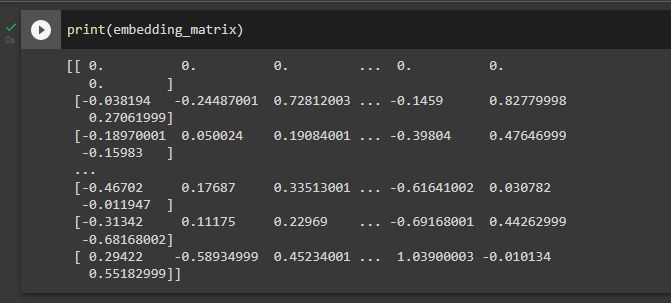 print(embedding_matrix)
0s
[[ 0.          0.          0.         ...  0.          0.
   0.        ]
 [-0.038194   -0.24487001  0.72812003 ... -0.1459      0.82779998
   0.27061999]
 [-0.18970001  0.050024    0.19084001 ... -0.39804     0.47646999
  -0.15983   ]
 ...
 [-0.46702     0.17687     0.33513001 ... -0.61641002  0.030782
  -0.011947  ]
 [-0.31342     0.11175     0.22969    ... -0.69168001  0.44262999
  -0.68168002]
 [ 0.29422    -0.58934999  0.45234001 ...  1.03900003 -0.010134
   0.55182999]]